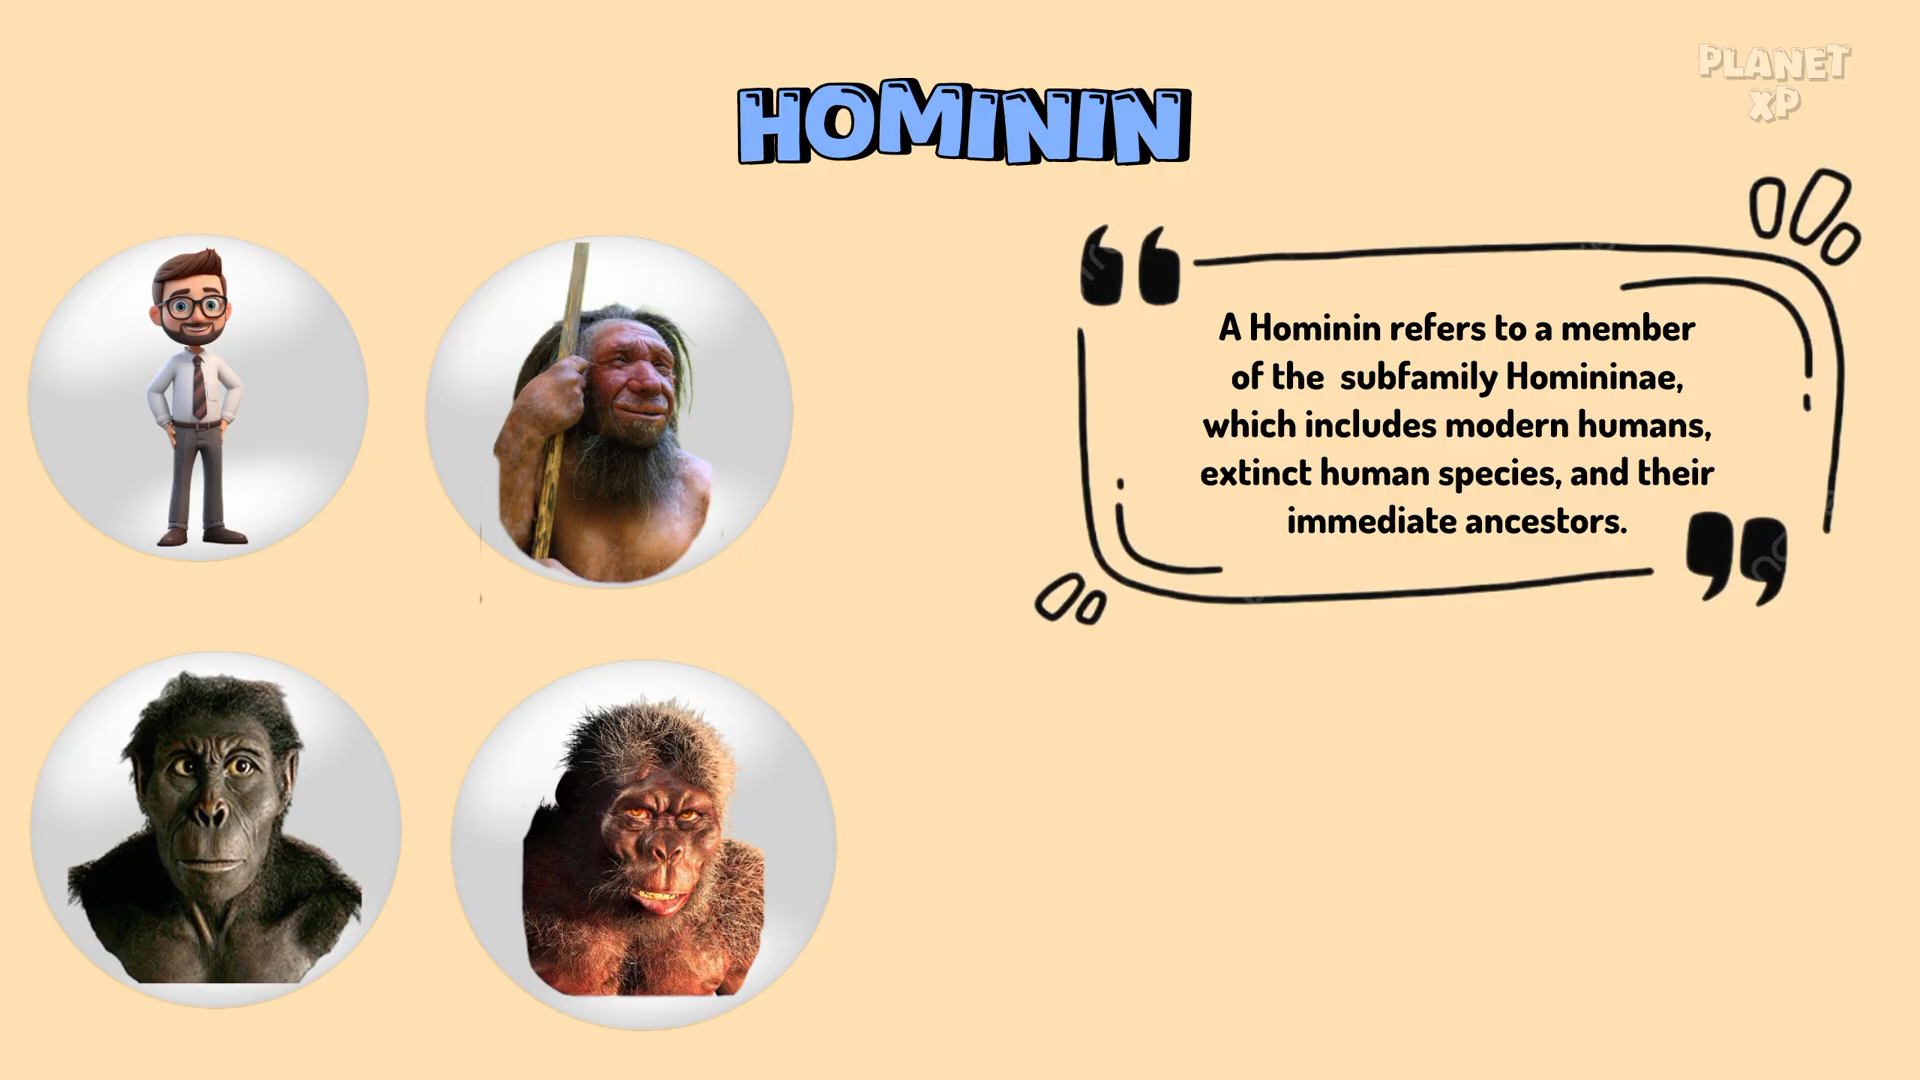 PLANET
XP
HOMININ
A Hominin refers to a member
of the subfamily Homininae,
which includes modern humans,
extinct human species, and their
immediate ancestors.